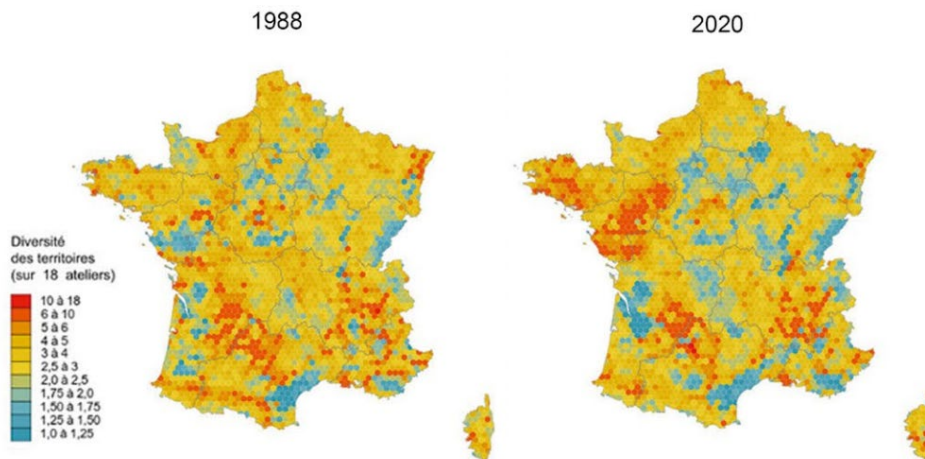 1988
2020
Diversité
des territoires
(sur 18 ateliers)
10 à 18
6 à 10
5 à 6
4 à 5
3 à 4
2,5 à 3
2,0 à 2,5
1,75 à 2,0
1,50 à 1,75
1,25 à 1,50
1,0 à 1,25